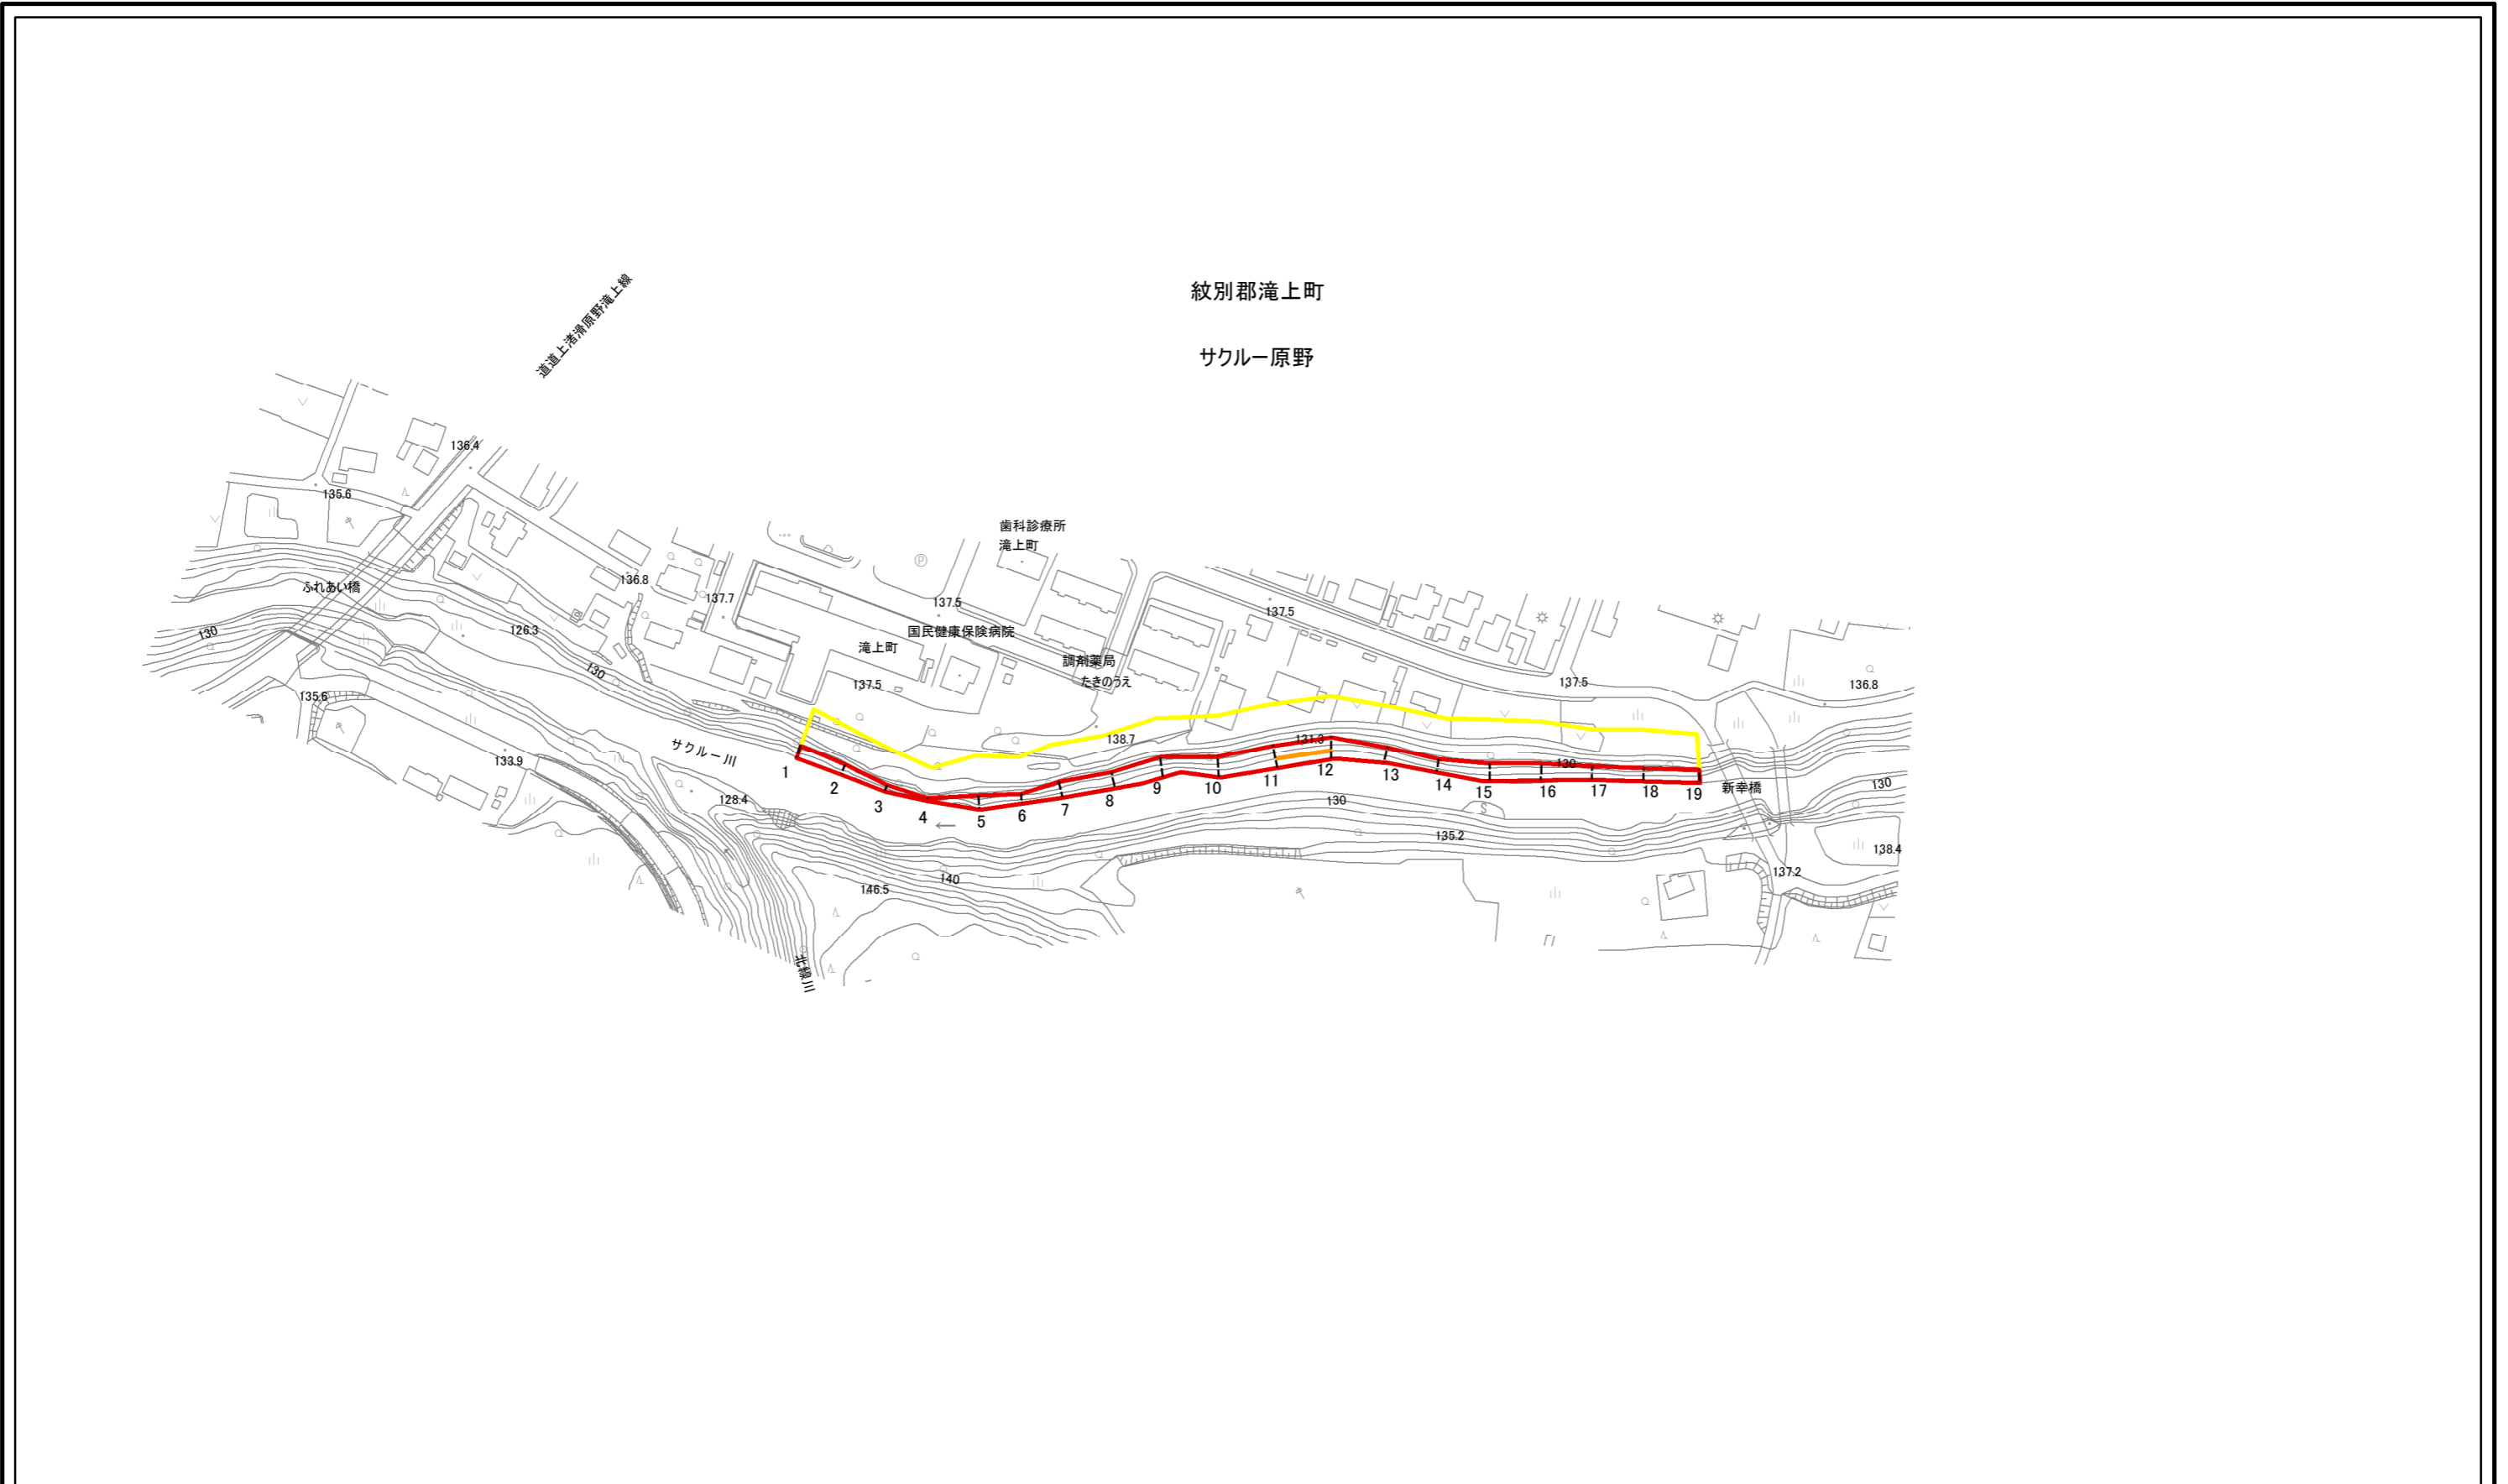 紋別郡滝上町
サクルー原野
道道上渚滑原野滝上線
136.4
135.6
歯科診療所
滝上町
ふれあい橋
136.8
137.7
137.5
137.5
130
126.3
国民健康保険病院
滝上町
調剤薬局
たきのうえ
130
137.5
137.5
136.8
135.6
サクルー川
138.7
131.3
133.9
130
新幸橋
130
128.4
130
1
2
3
4
5
6
7
8
9
10
11
12
13
14
15
16
17
18
19
S
P
135.2
138.4
137.2
146.5
140
北線川